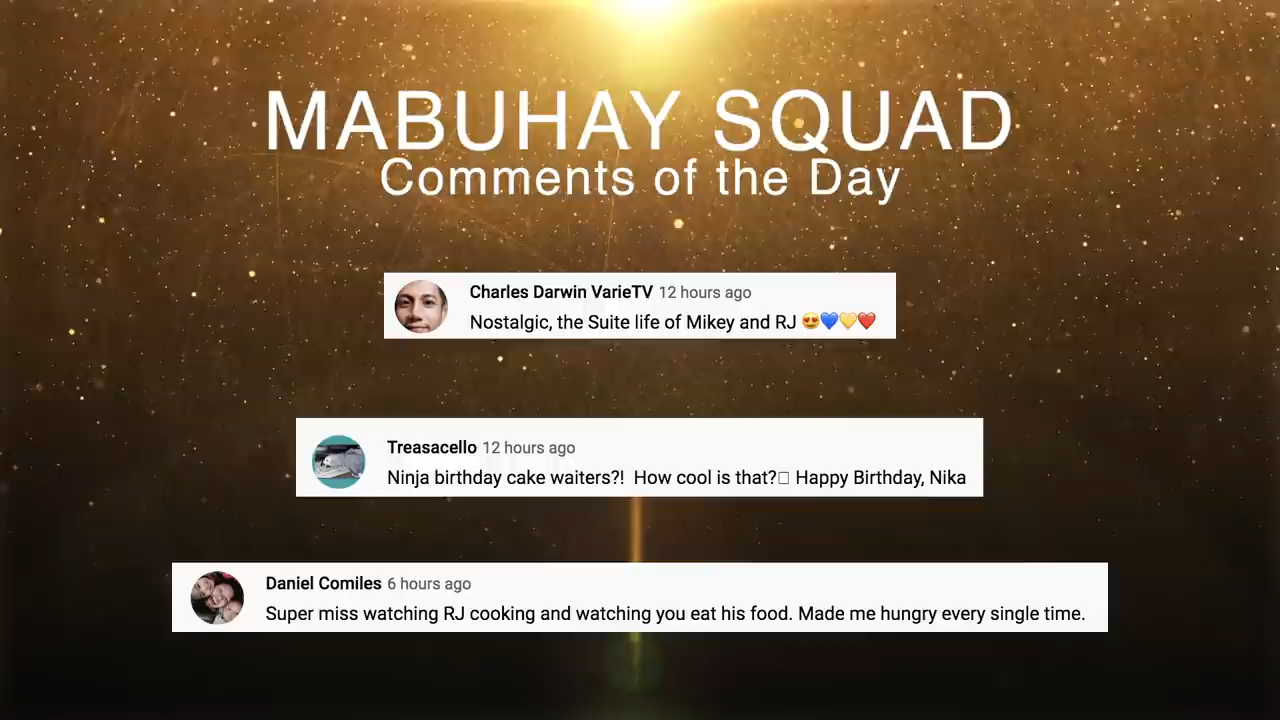 MABUHAY SQUAD
Comments of the Day
Charles Darwin VarieTV 12 hours ago
Nostalgic, the Suite life of Mikey and RJ 😍💙💛❤️
Treasacello 12 hours ago
Ninja birthday cake waiters?!  How cool is that?□ Happy Birthday, Nika
Daniel Comiles 6 hours ago
Super miss watching RJ cooking and watching you eat his food. Made me hungry every single time.